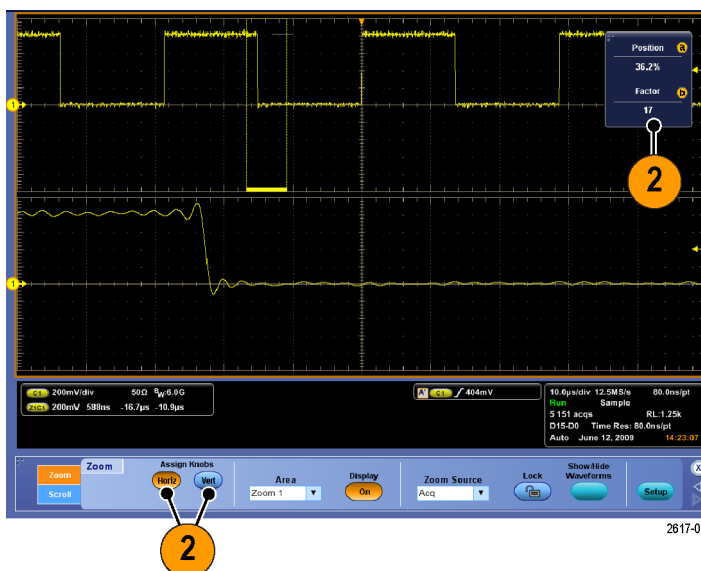 Position a
36.2%
Factor b
17
2
1
1
C1 200mV/div 50Ω BW:6.0G
Z1C1 200mV 588ns -16.7µs -10.9µs
A' C1 404mV
10.0µs/div 12.5MS/s 80.0ns/pt
Run Sample
5 151 acqs RL:1.25k
D15-D0 Time Res: 80.0ns/pt
Auto June 12, 2009 14:23:07
Zoom
Scroll
Zoom
Assign Knobs
Horiz Vert
Area
Zoom 1
Display
On
Zoom Source
Acq
Lock
Show/Hide
Waveforms
Setup
X
2
2617-0